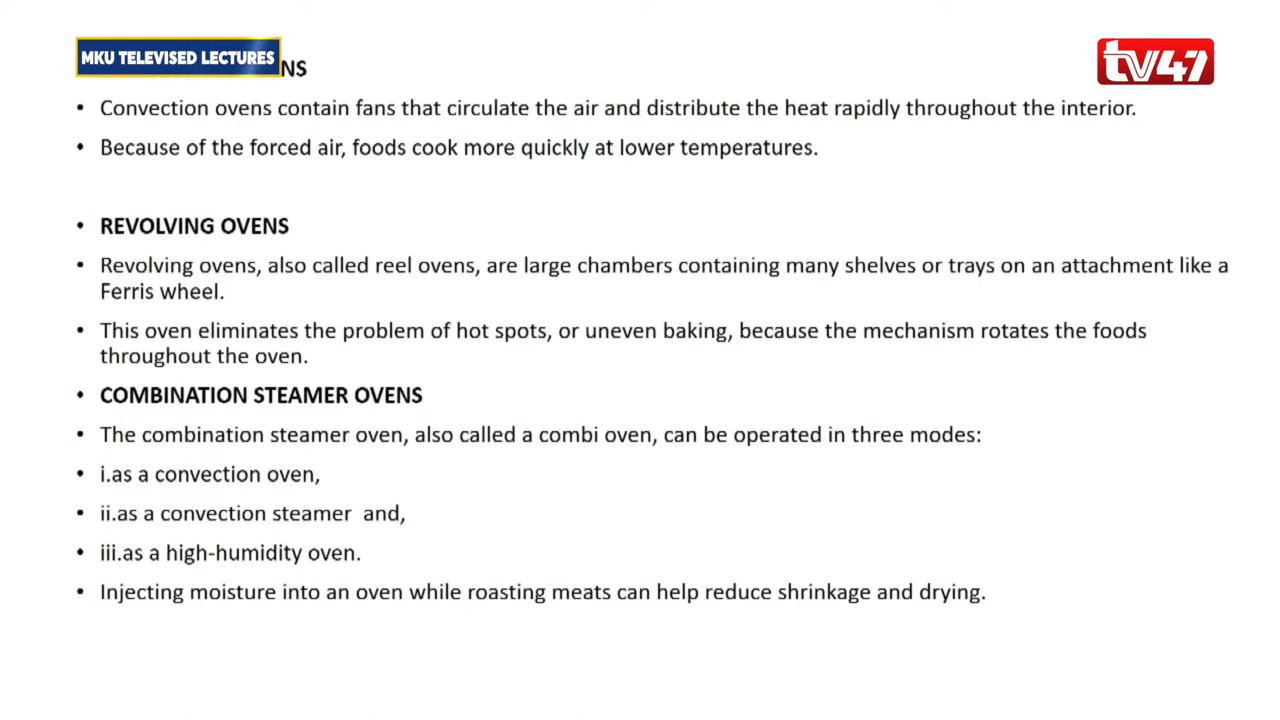 MKU TELEVISED LECTURES
tv47
• Convection ovens contain fans that circulate the air and distribute the heat rapidly throughout the interior.
• Because of the forced air, foods cook more quickly at lower temperatures.
• REVOLVING OVENS
• Revolving ovens, also called reel ovens, are large chambers containing many shelves or trays on an attachment like a
Ferris wheel.
• This oven eliminates the problem of hot spots, or uneven baking, because the mechanism rotates the foods
throughout the oven.
• COMBINATION STEAMER OVENS
• The combination steamer oven, also called a combi oven, can be operated in three modes:
• i.as a convection oven,
• ii.as a convection steamer  and,
• iii.as a high-humidity oven.
• Injecting moisture into an oven while roasting meats can help reduce shrinkage and drying.